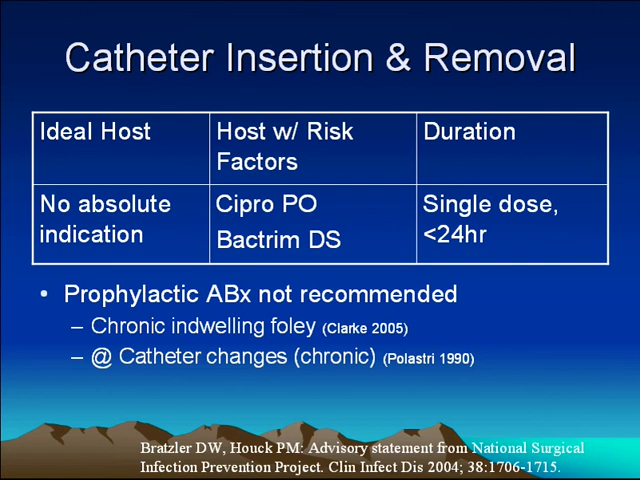 Catheter Insertion & Removal
Ideal Host
Host w/ Risk
Factors
Duration
No absolute
indication
Cipro PO
Bactrim DS
Single dose,
<24hr
• Prophylactic ABx not recommended
– Chronic indwelling foley (Clarke 2005)
– @ Catheter changes (chronic) (Polastri 1990)
Bratzler DW, Houck PM: Advisory statement from National Surgical
Infection Prevention Project. Clin Infect Dis 2004; 38:1706-1715.